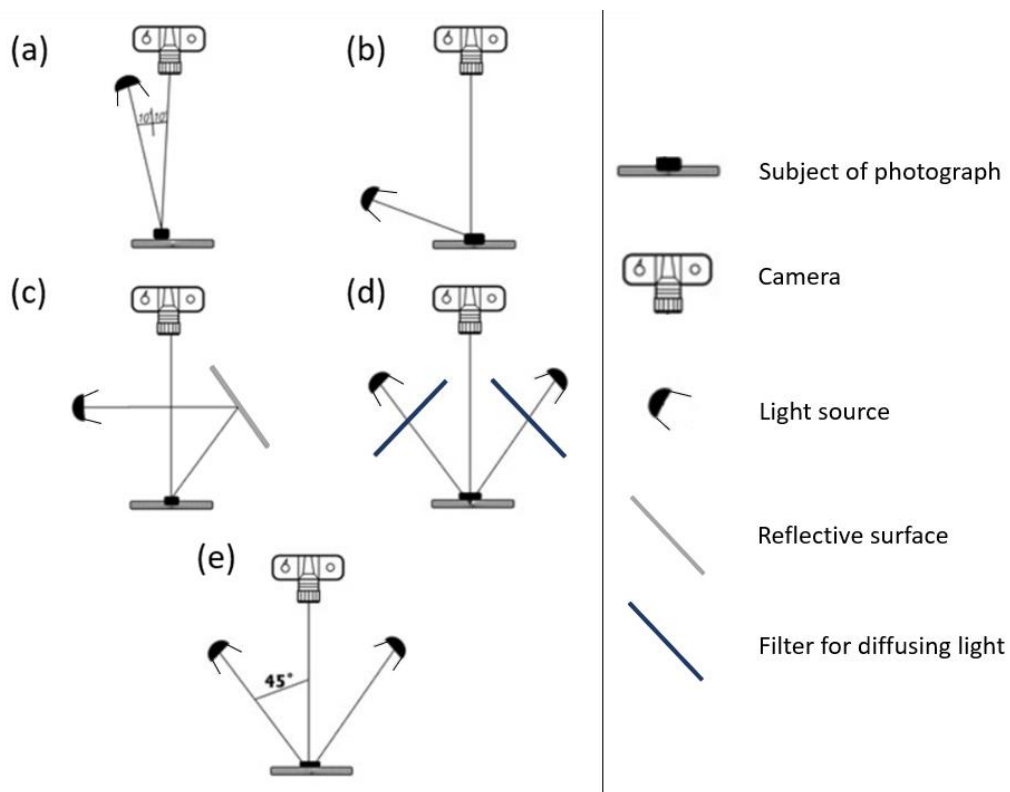 (a)
(b)
10° 10°
Subject of photograph
(c)
(d)
Camera
Light source
Reflective surface
(e)
45°
Filter for diffusing light